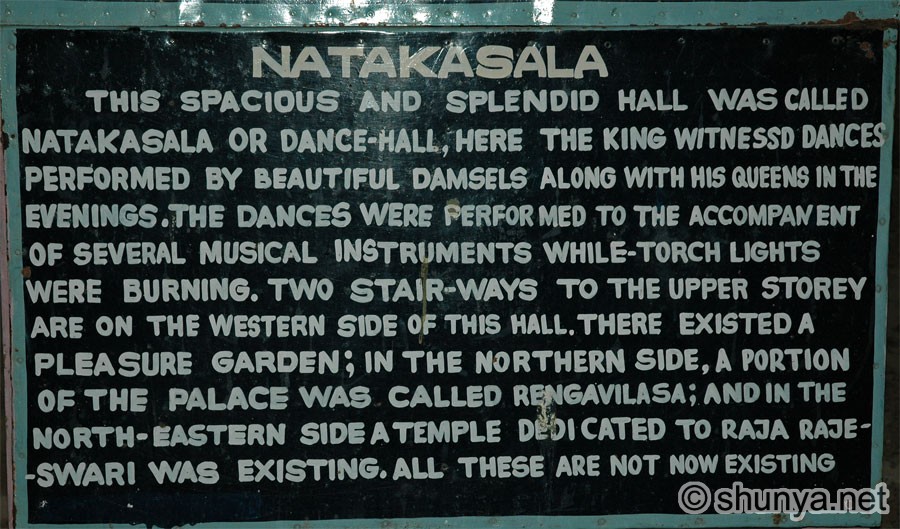 NATAKASALA
THIS SPACIOUS AND SPLENDID HALL WAS CALLED
NATAKASALA OR DANCE-HALL, HERE THE KING WITNESSD DANCES
PERFORMED BY BEAUTIFUL DAMSELS ALONG WITH HIS QUEENS IN THE
EVENINGS. THE DANCES WERE PERFORMED TO THE ACCOMPANENT
OF SEVERAL MUSICAL INSTRUMENTS WHILE-TORCH LIGHTS
WERE BURNING. TWO STAIR-WAYS TO THE UPPER STOREY
ARE ON THE WESTERN SIDE OF THIS HALL. THERE EXISTED A
PLEASURE GARDEN; IN THE NORTHERN SIDE, A PORTION
OF THE PALACE WAS CALLED RENGAVILASA; AND IN THE
NORTH-EASTERN SIDE A TEMPLE DEDICATED TO RAJA RAJE-
-SWARI WAS EXISTING. ALL THESE ARE NOT NOW EXISTING
© shunya.net